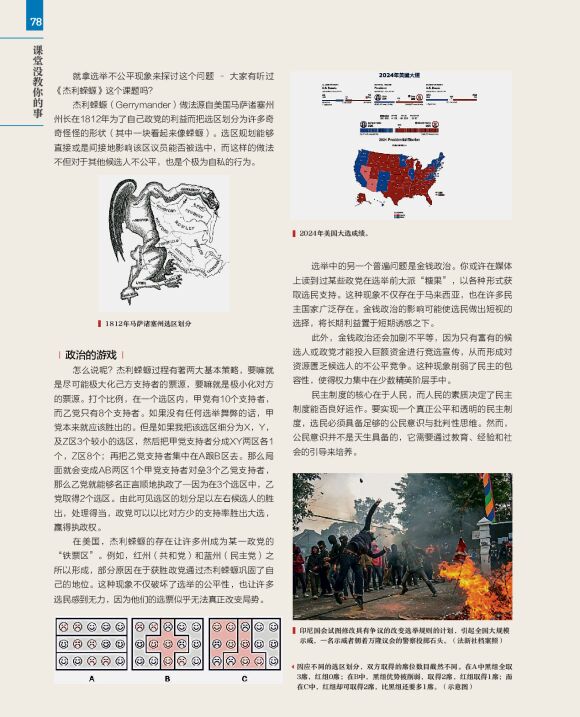 78
课堂没教你的事
就拿选举不公平现象来探讨这个问题 – 大家有听过
《杰利蝾螈》这个课题吗？
杰利蝾螈（Gerrymander）做法源自美国马萨诸塞州
州长在1812年为了自己政党的利益而把选区划分为许多奇
奇怪怪的形状（其中一块看起来像蝾螈）。选区规划能够
直接或是间接地影响该区议员能否被选中，而这样的做法
不但对于其他候选人不公平，也是个极为自私的行为。
1812年马萨诸塞州选区划分
政治的游戏
怎么说呢？杰利蝾螈过程有著两大基本策略，要嘛就
是尽可能极大化己方支持者的票源，要嘛就是极小化对方
的票源。打个比例，在一个选区内，甲党有10个支持者，
而乙党只有8个支持者。如果没有任何选举舞弊的话，甲
党本来就应该胜出的。但是如果我把该选区细分为X，Y，
及Z区3个较小的选区，然后把甲党支持者分成XY两区各1
个，Z区8个；再把乙党支持者集中在A跟B区去。那么局
面就会变成AB两区1个甲党支持者对垒3个乙党支持者，
那么乙党就能够名正言顺地执政了—因为在3个选区中，乙
党取得2个选区。由此可见选区的划分足以左右候选人的胜
出，处理得当，政党可以以比对方少的支持率胜出大选，
赢得执政权。
在美国，杰利蝾螈的存在让许多州成为某一政党的
“铁票区”。例如，红州（共和党）和蓝州（民主党）之
所以形成，部分原因在于获胜政党通过杰利蝾螈巩固了自
己的地位。这种现象不仅破坏了选举的公平性，也让许多
选民感到无力，因为他们的选票似乎无法真正改变局势。
A B C
2024年美国大选
2024 Presidential Election
2024年美国大选成绩。
选举中的另一个普遍问题是金钱政治。你或许在媒体
上读到过某些政党在选举前大派“糖果”，以各种形式获
取选民支持。这种现象不仅存在于马来西亚，也在许多民
主国家广泛存在。金钱政治的影响可能使选民做出短视的
选择，将长期利益置于短期诱惑之下。
此外，金钱政治还会加剧不平等，因为只有富有的候
选人或政党才能投入巨额资金进行竞选宣传，从而形成对
资源匮乏候选人的不公平竞争。这种现象削弱了民主的包
容性，使得权力集中在少数精英阶层手中。
民主制度的核心在于人民，而人民的素质决定了民主
制度能否良好运作。要实现一个真正公平和透明的民主制
度，选民必须具备足够的公民意识与批判性思维。然而，
公民意识并不是天生具备的，它需要通过教育、经验和社
会的引导来培养。
印尼国会试图修改具有争议的改变选举规则的计划，引起全国大规模
示威，一名示威者朝着万隆议会的警察投掷石头。（法新社档案照）
因应不同的选区划分，双方取得的席位数目截然不同。在A中黑组全取
3席，红组0席；在B中，黑组优势被削弱，取得2席，红组取得1席；而
在C中，红组却可取得2席，比黑组还要多1席。（示意图）